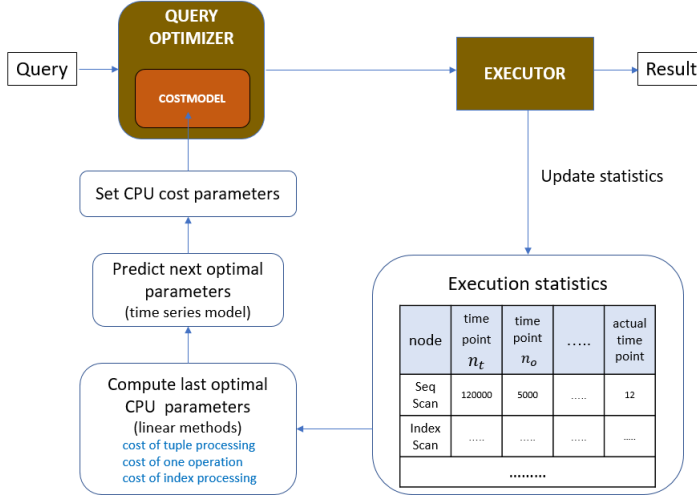 QUERY
OPTIMIZER
Query
COSTMODEL
EXECUTOR
Result
Set CPU cost parameters
Update statistics
Predict next optimal
parameters
(time series model)
Execution statistics
node
time
point
nₜ
time
point
nₒ
.....
actual
time
point
Seq
Scan
120000
5000
.....
12
Index
Scan
.....
.....
.....
.....
.........
Compute last optimal
CPU parameters
(linear methods)
cost of tuple processing
cost of one operation
cost of index processing